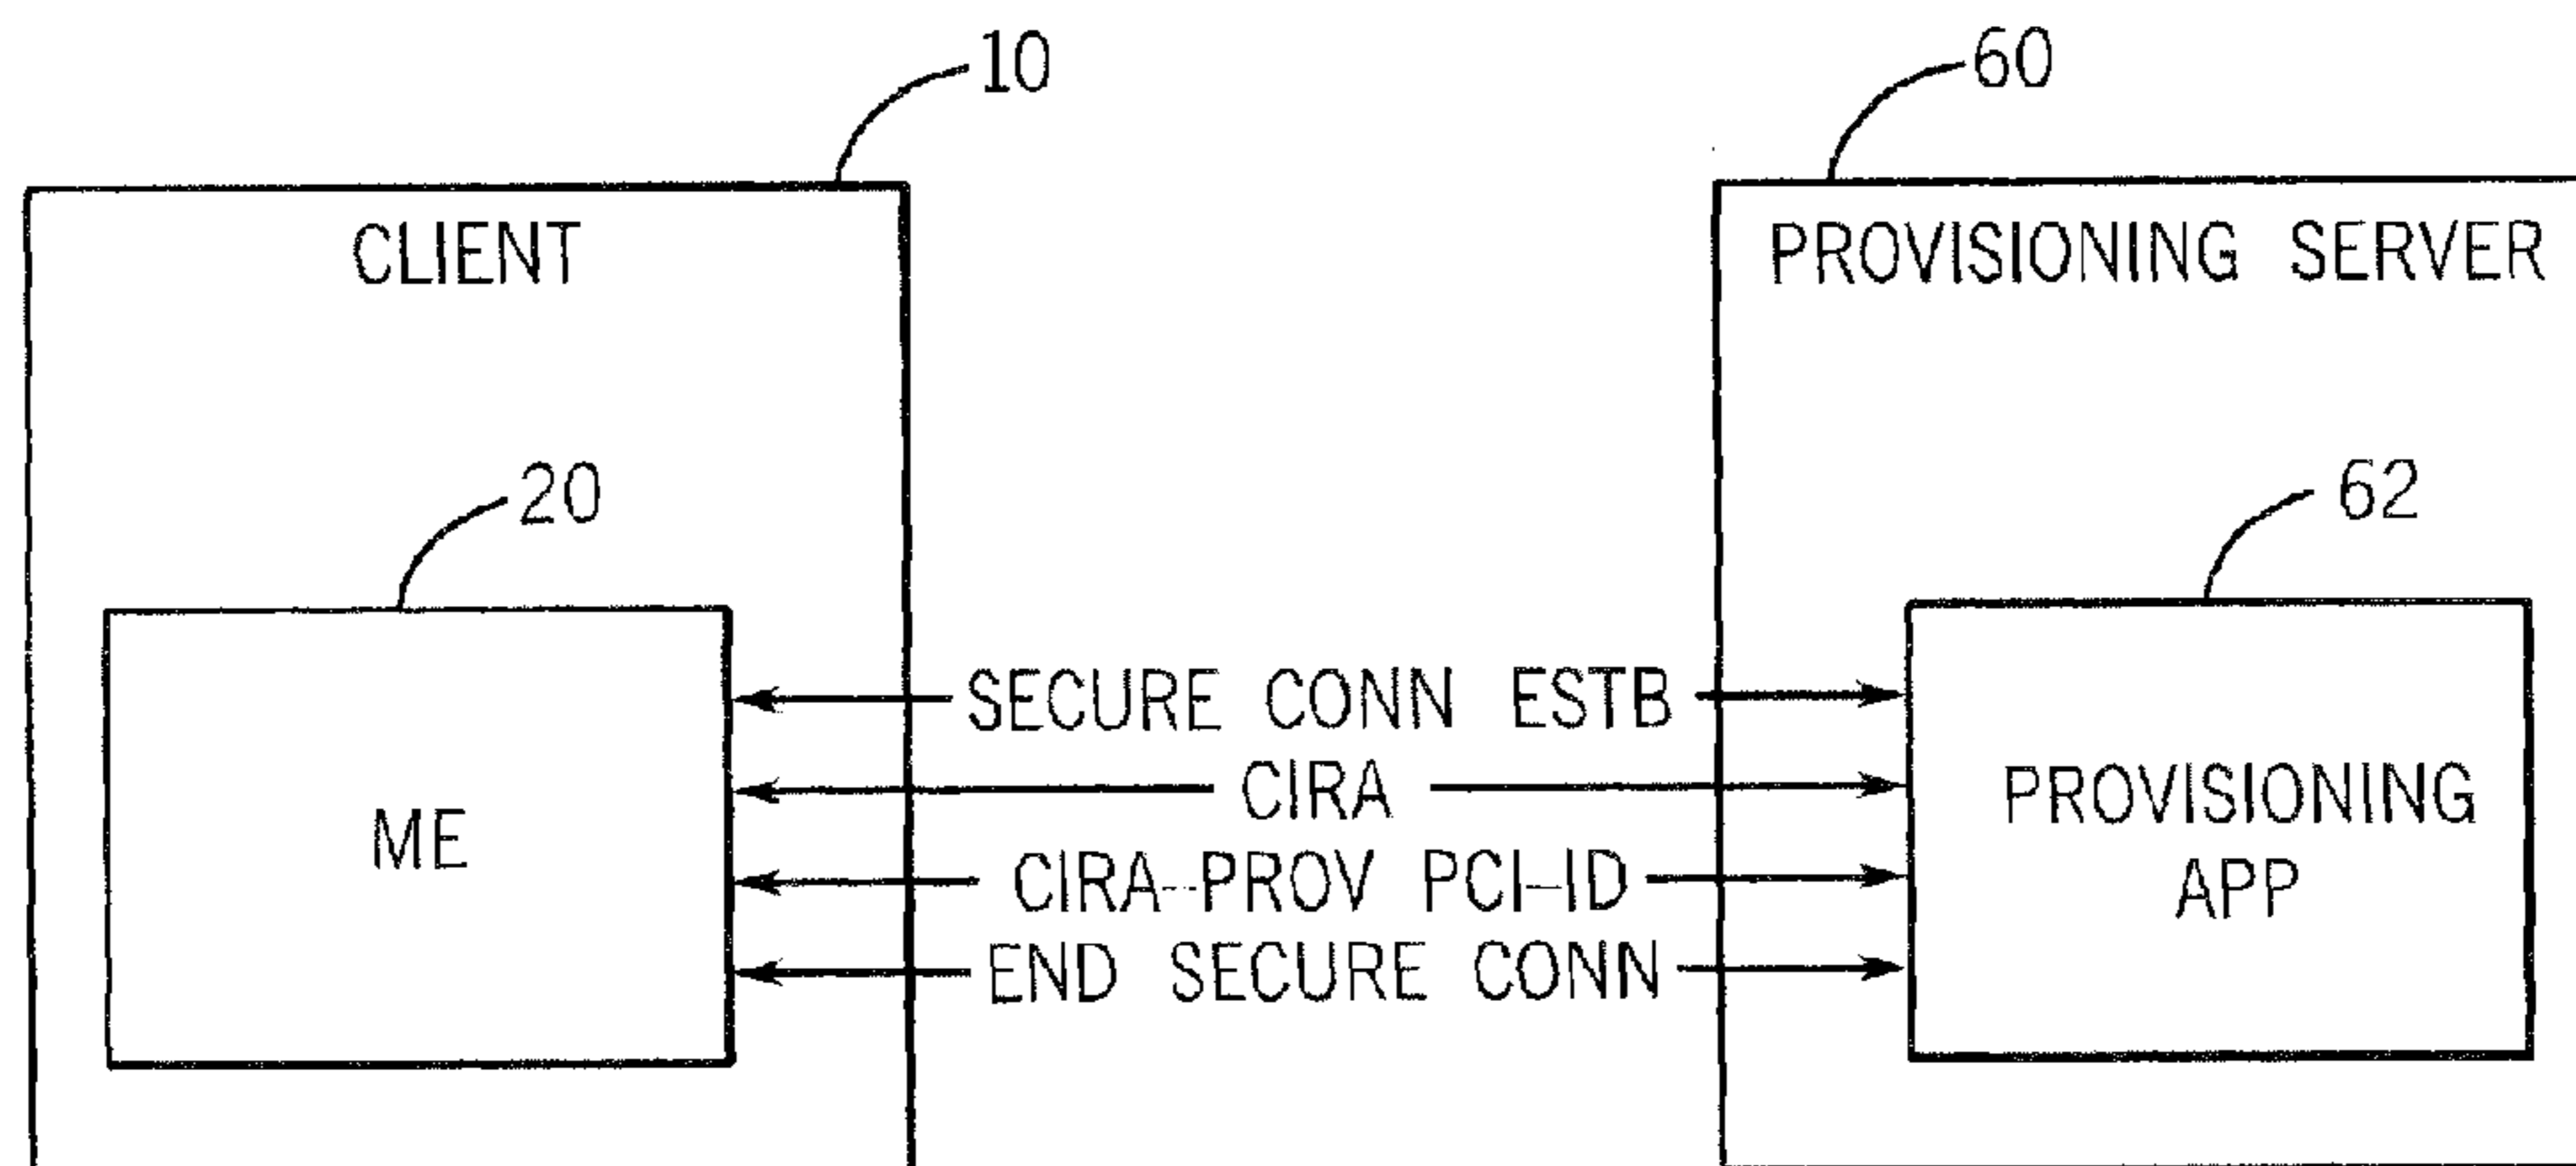 10
60
CLIENT
PROVISIONING SERVER
20
62
SECURE CONN ESTB
CIRA
CIRA-PROV PCI-ID
END SECURE CONN
ME
PROVISIONING
APP